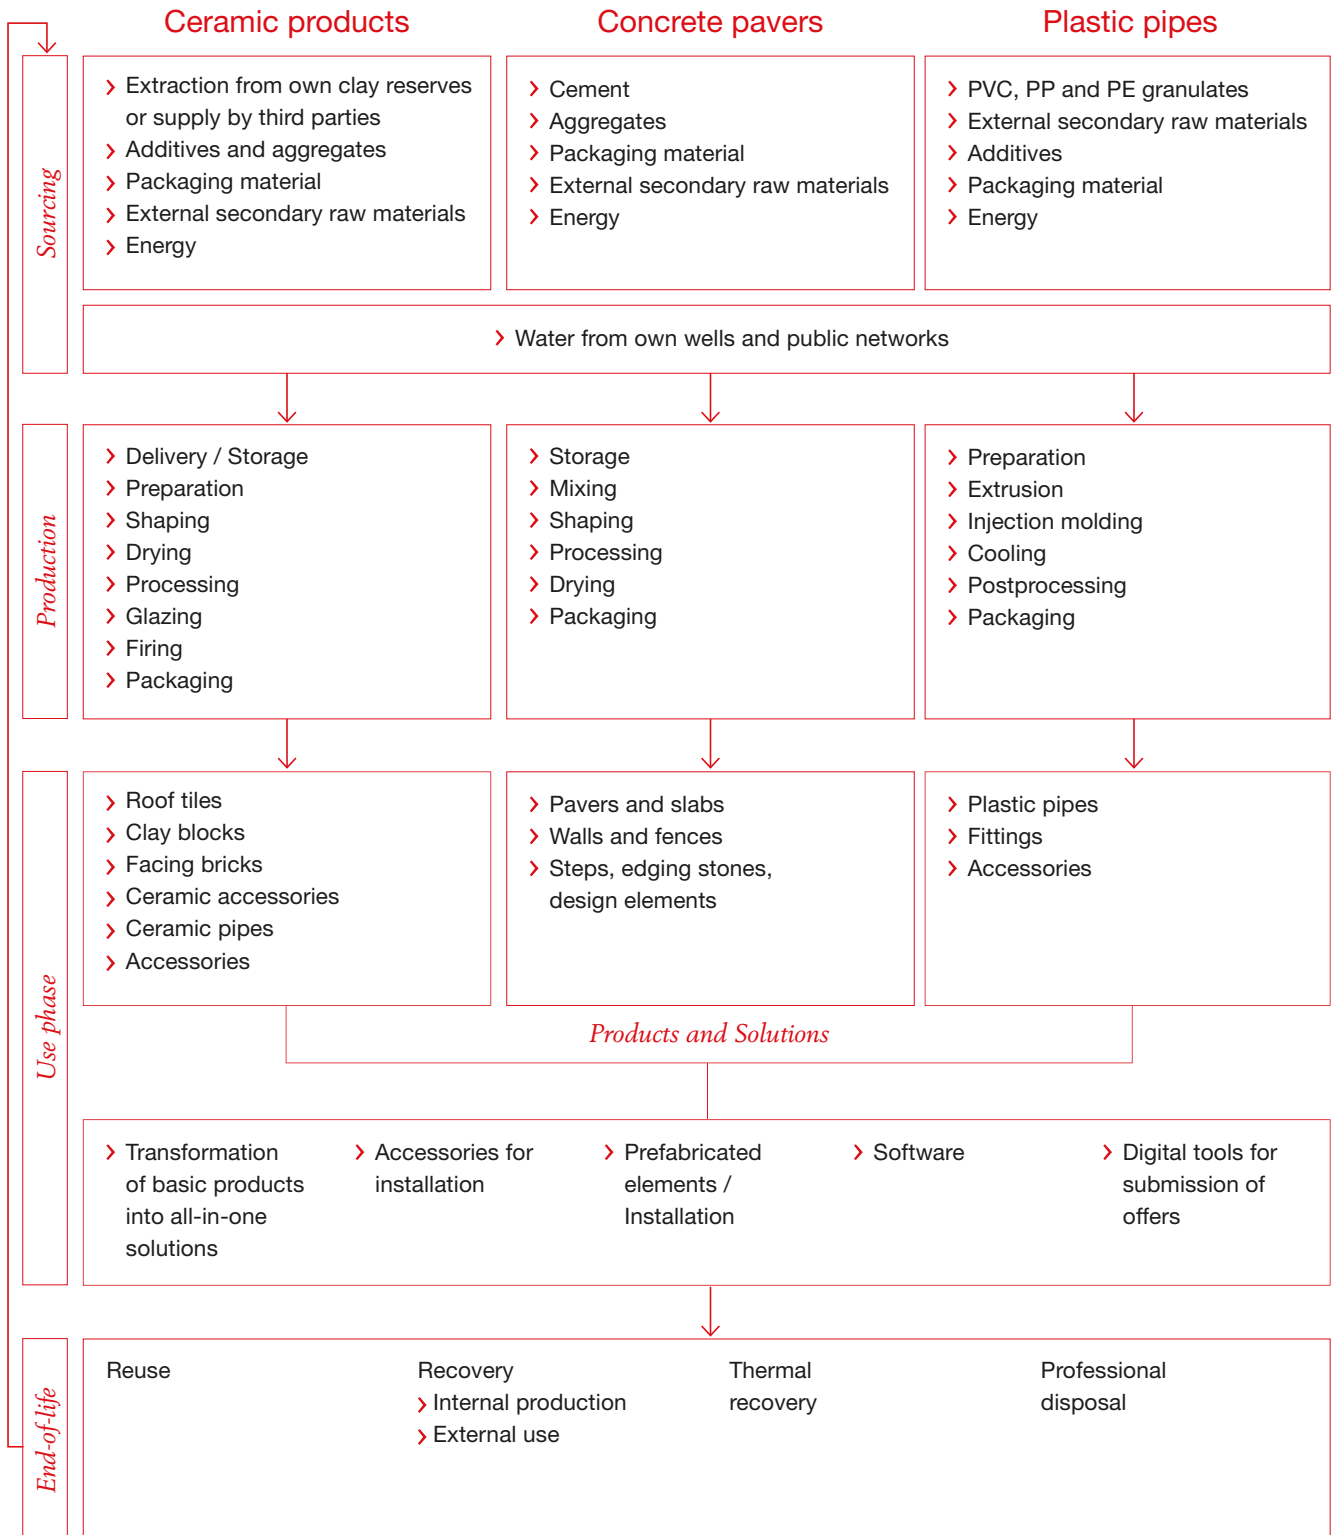 Ceramic products
Concrete pavers
Plastic pipes
Sourcing
Extraction from own clay reserves
or supply by third parties
Additives and aggregates
Packaging material
External secondary raw materials
Energy
Cement
Aggregates
Packaging material
External secondary raw materials
Energy
PVC, PP and PE granulates
External secondary raw materials
Additives
Packaging material
Energy
Water from own wells and public networks
Production
Delivery / Storage
Preparation
Shaping
Drying
Processing
Glazing
Firing
Packaging
Storage
Mixing
Shaping
Processing
Drying
Packaging
Preparation
Extrusion
Injection molding
Cooling
Postprocessing
Packaging
Use phase
Roof tiles
Clay blocks
Facing bricks
Ceramic accessories
Ceramic pipes
Accessories
Pavers and slabs
Walls and fences
Steps, edging stones,
design elements
Plastic pipes
Fittings
Accessories
Products and Solutions
Transformation
of basic products
into all-in-one
solutions
Accessories for
installation
Prefabricated
elements /
Installation
Software
Digital tools for
submission of
offers
End-of-life
Reuse
Recovery
Internal production
External use
Thermal
recovery
Professional
disposal